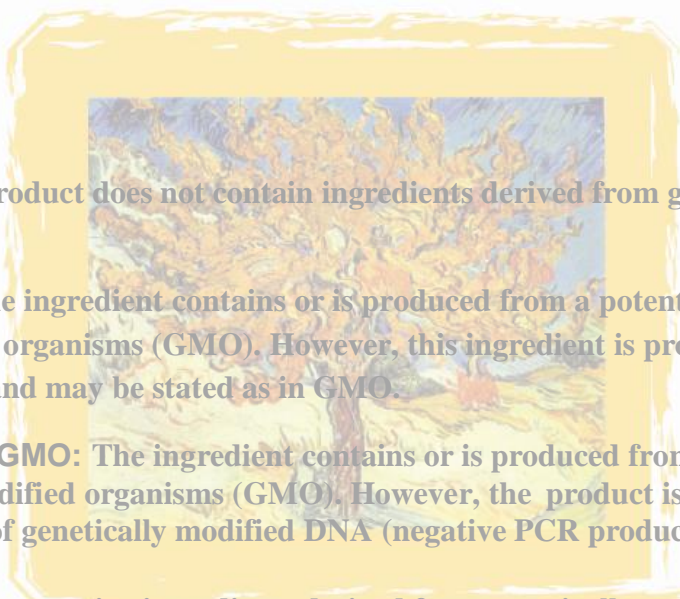 roduct does not contain ingredients derived from g
e ingredient contains or is produced from a potent
organisms (GMO). However, this ingredient is pro
nd may be stated as in GMO.
GMO: The ingredient contains or is produced from
dified organisms (GMO). However, the product is
f genetically modified DNA (negative PCR produc